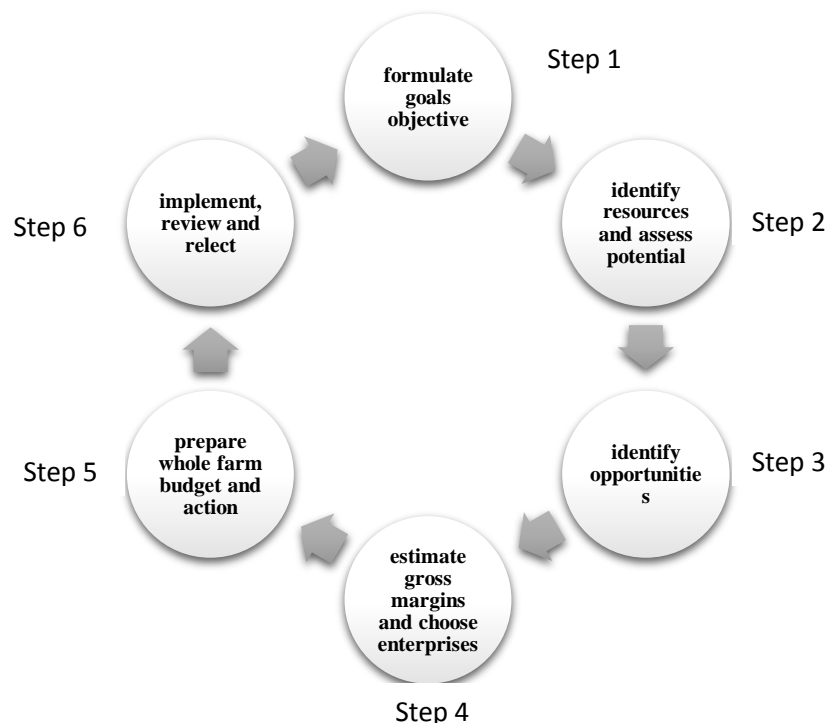 formulate
goals
objective
Step 1
identify
resources
and assess
potential
Step 2
identify
opportunitie
s
Step 3
estimate
gross
margins
and choose
enterprises
Step 4
prepare
whole farm
budget and
action
Step 5
implement,
review and
relect
Step 6